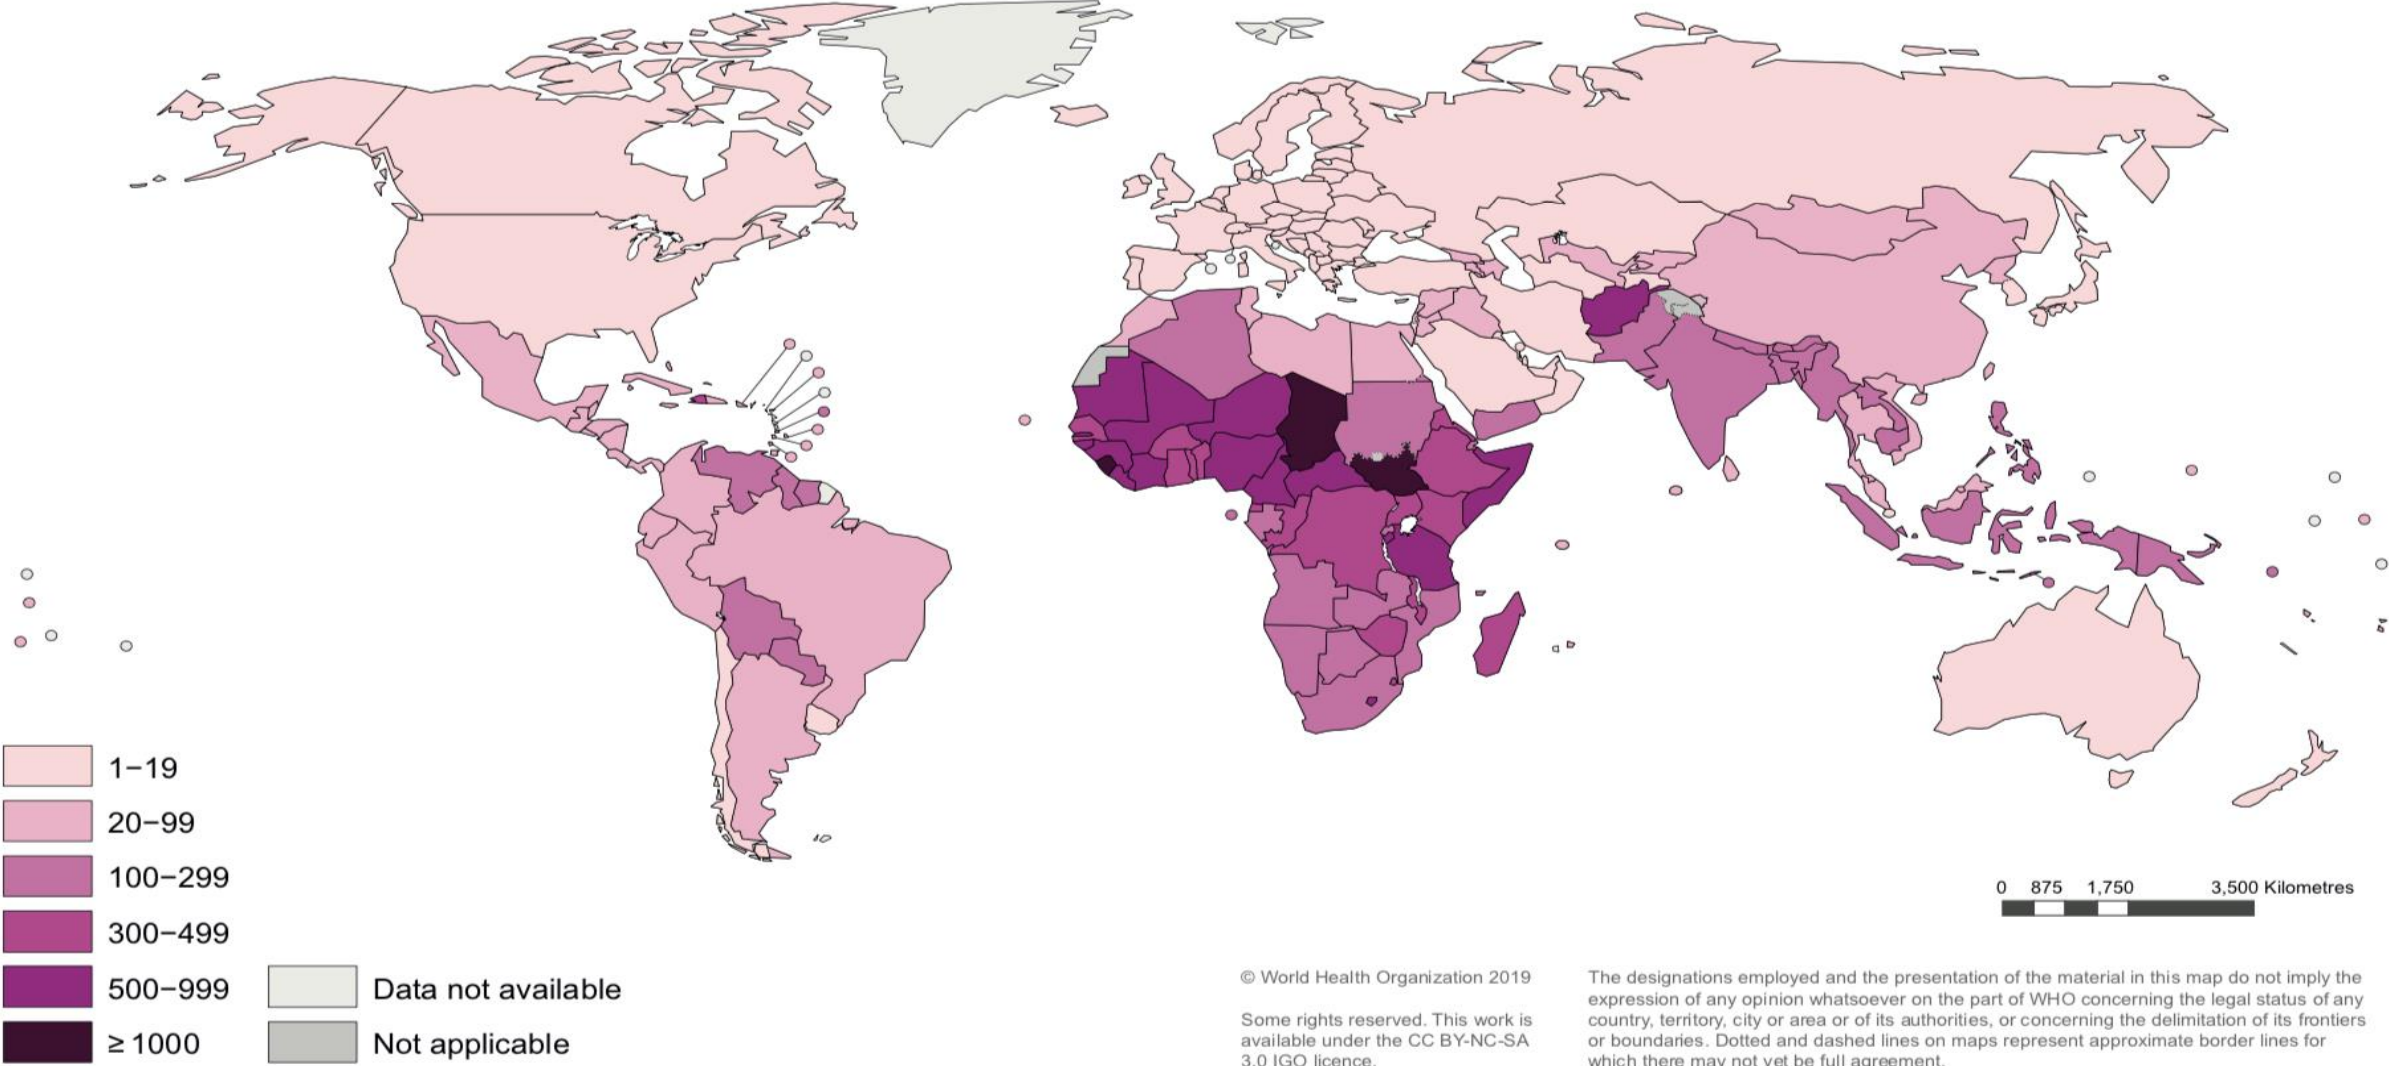 1−19
20−99
100−299
300−499
500−999
≥ 1000
Data not available
Not applicable
0 875 1,750 3,500 Kilometres
© World Health Organization 2019
Some rights reserved. This work is
available under the CC BY-NC-SA
3.0 IGO licence.
The designations employed and the presentation of the material in this map do not imply the
expression of any opinion whatsoever on the part of WHO concerning the legal status of any
country, territory, city or area or of its authorities, or concerning the delimitation of its frontiers
or boundaries. Dotted and dashed lines on maps represent approximate border lines for
which there may not yet be full agreement.